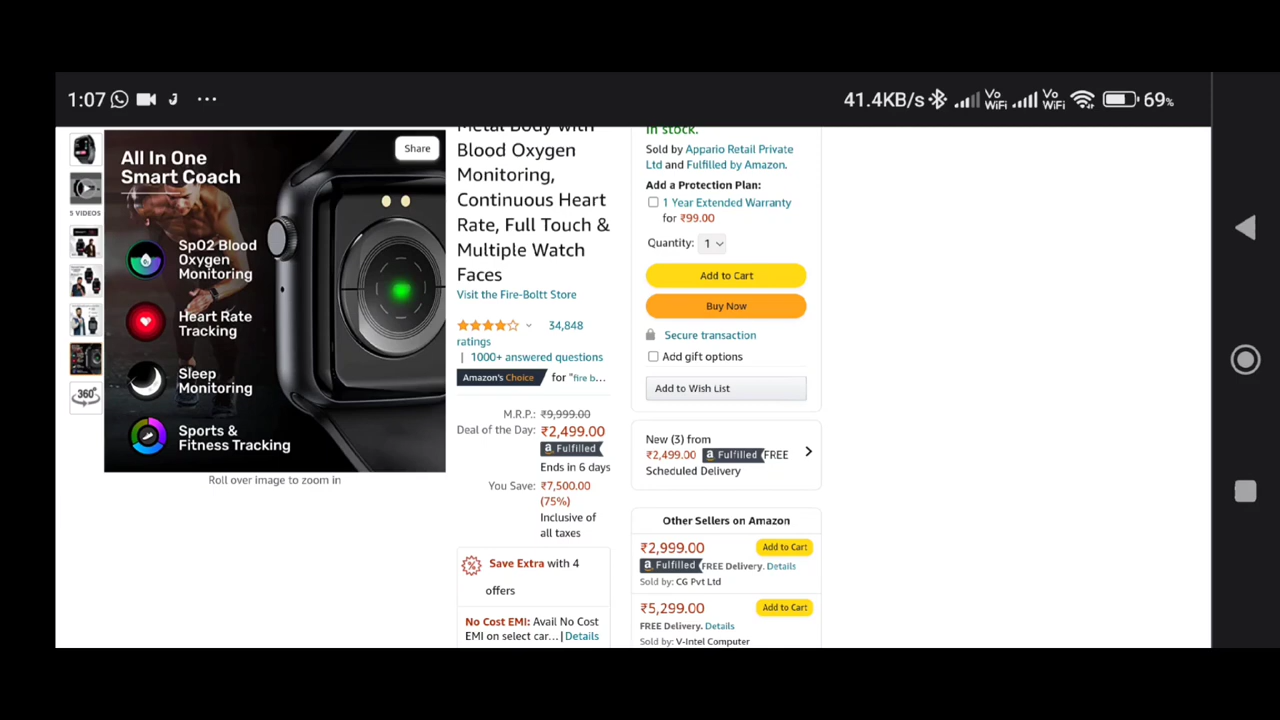 1:07
41.4KB/s
Vo
WiFi
Vo
WiFi
69%
5 VIDEOS
360°
All In One
Smart Coach
Share
SpO2 Blood
Oxygen
Monitoring
Heart Rate
Tracking
Sleep
Monitoring
Sports &
Fitness Tracking
Roll over image to zoom in
Metal Body with
Blood Oxygen
Monitoring,
Continuous Heart
Rate, Full Touch &
Multiple Watch
Faces
Visit the Fire-Boltt Store
34,848
ratings
| 1000+ answered questions
Amazon's Choice for "fire b...
M.R.P.: ₹9,999.00
Deal of the Day: ₹2,499.00
a Fulfilled
Ends in 6 days
You Save: ₹7,500.00
(75%)
Inclusive of
all taxes
Save Extra with 4
offers
No Cost EMI: Avail No Cost
EMI on select car... | Details
In stock.
Sold by Appario Retail Private
Ltd and Fulfilled by Amazon.
Add a Protection Plan:
1 Year Extended Warranty
for ₹99.00
Quantity: 1
Add to Cart
Buy Now
Secure transaction
Add gift options
Add to Wish List
New (3) from
₹2,499.00 a Fulfilled FREE
Scheduled Delivery
Other Sellers on Amazon
₹2,999.00 Add to Cart
a Fulfilled FREE Delivery. Details
Sold by: CG Pvt Ltd
₹5,299.00 Add to Cart
FREE Delivery. Details
Sold by: V-Intel Computer